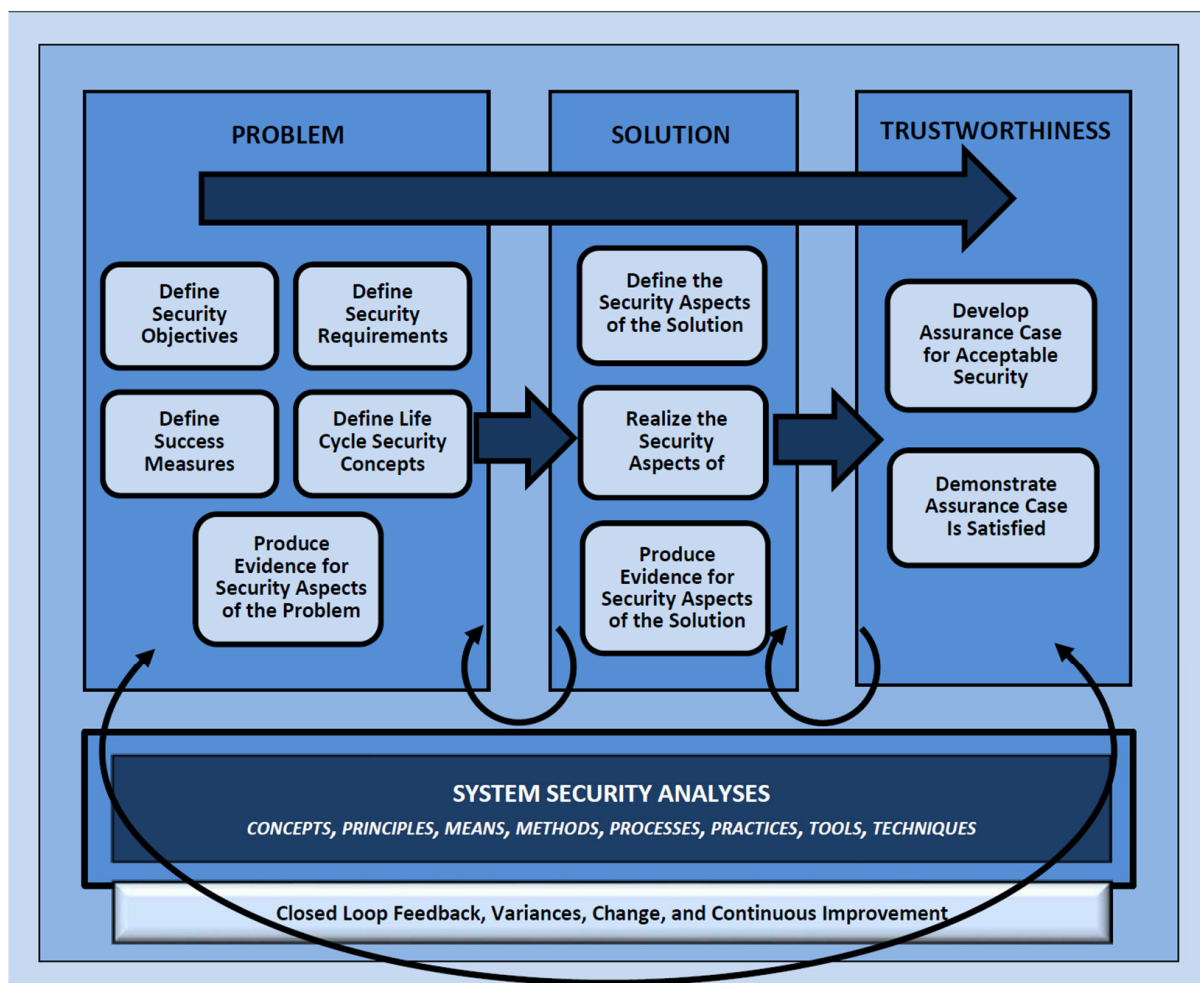 PROBLEM
Define
Security
Objectives
Define
Security
Requirements
Define
Success
Measures
Define Life
Cycle Security
Concepts
Produce
Evidence for
Security Aspects
of the Problem
SOLUTION
Define the
Security Aspects
of the Solution
Realize the
Security
Aspects of
Produce
Evidence for
Security Aspects
of the Solution
TRUSTWORTHINESS
Develop
Assurance Case
for Acceptable
Security
Demonstrate
Assurance Case
Is Satisfied
SYSTEM SECURITY ANALYSES
CONCEPTS, PRINCIPLES, MEANS, METHODS, PROCESSES, PRACTICES, TOOLS, TECHNIQUES
Closed Loop Feedback, Variances, Change, and Continuous Improvement